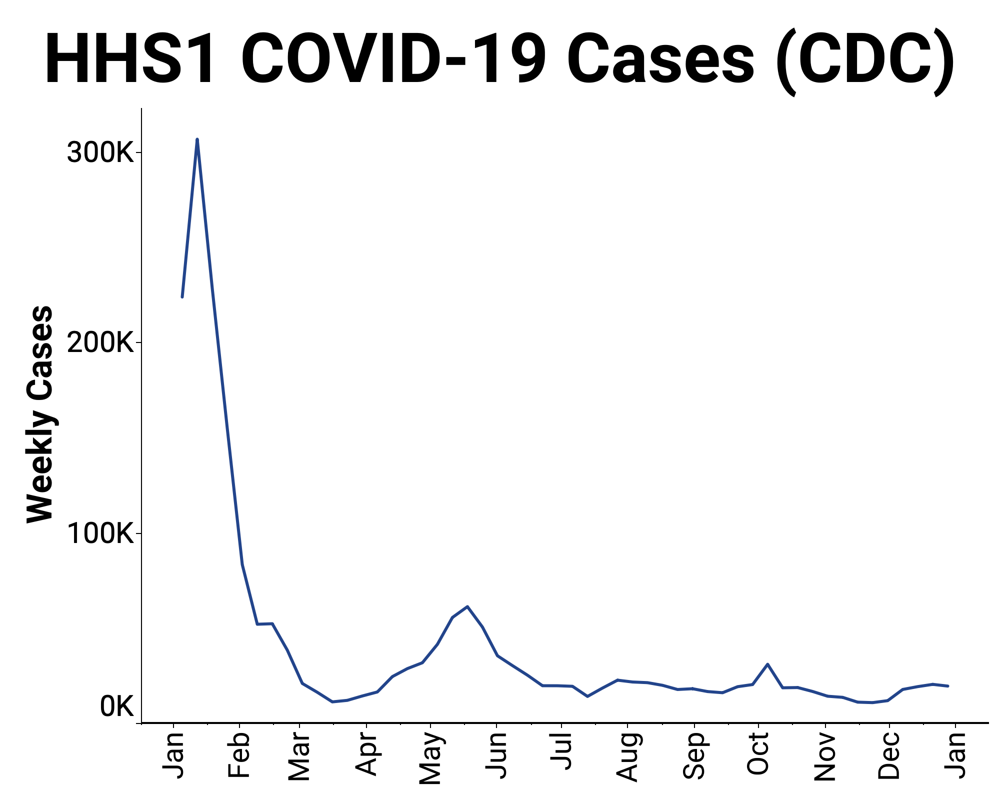 HHS1 COVID-19 Cases (CDC)
Weekly Cases
300K
200K
100K
0K
Jan
Feb
Mar
Apr
May
Jun
Jul
Aug
Sep
Oct
Nov
Dec
Jan